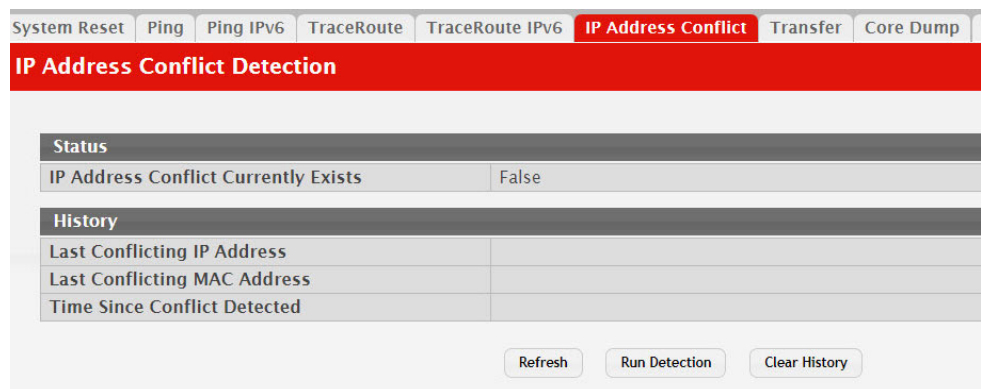 System Reset Ping Ping IPv6 TraceRoute TraceRoute IPv6 IP Address Conflict Transfer Core Dump
IP Address Conflict Detection
Status
IP Address Conflict Currently Exists False
History
Last Conflicting IP Address
Last Conflicting MAC Address
Time Since Conflict Detected
Refresh Run Detection Clear History